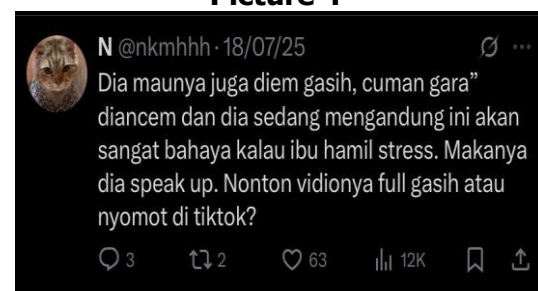 N @nkmhhh · 18/07/25
Dia maunya juga diem gasih, cuman gara”
diancem dan dia sedang mengandung ini akan
sangat bahaya kalau ibu hamil stress. Makanya
dia speak up. Nonton vidionya full gasih atau
nyomot di tiktok?
3 2 63 12K